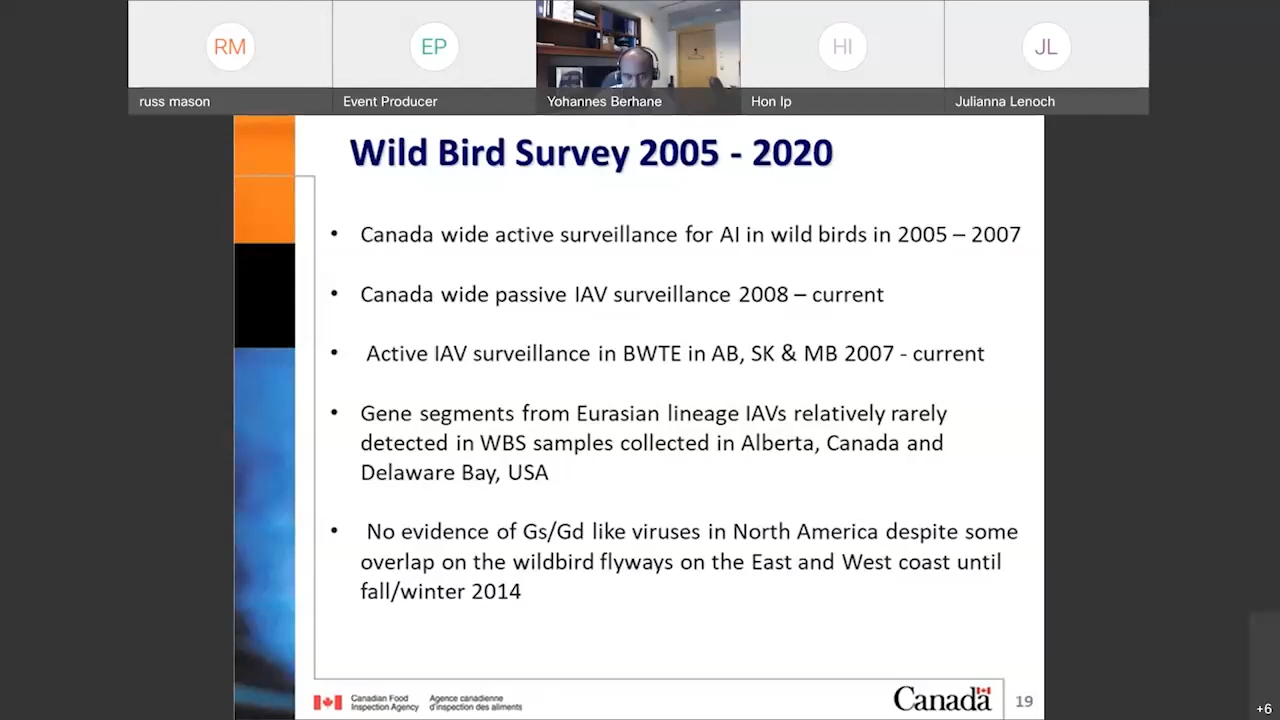 RM
EP
HI
JL
russ mason
Event Producer
Yohannes Berhane
Hon Ip
Julianna Lenoch
Wild Bird Survey 2005 - 2020
• Canada wide active surveillance for AI in wild birds in 2005 – 2007
• Canada wide passive IAV surveillance 2008 – current
• Active IAV surveillance in BWTE in AB, SK & MB 2007 - current
• Gene segments from Eurasian lineage IAVs relatively rarely
detected in WBS samples collected in Alberta, Canada and
Delaware Bay, USA
• No evidence of Gs/Gd like viruses in North America despite some
overlap on the wildbird flyways on the East and West coast until
fall/winter 2014
Canadian Food
Inspection Agency
Agence canadienne
d'inspection des aliments
Canada
19
+6